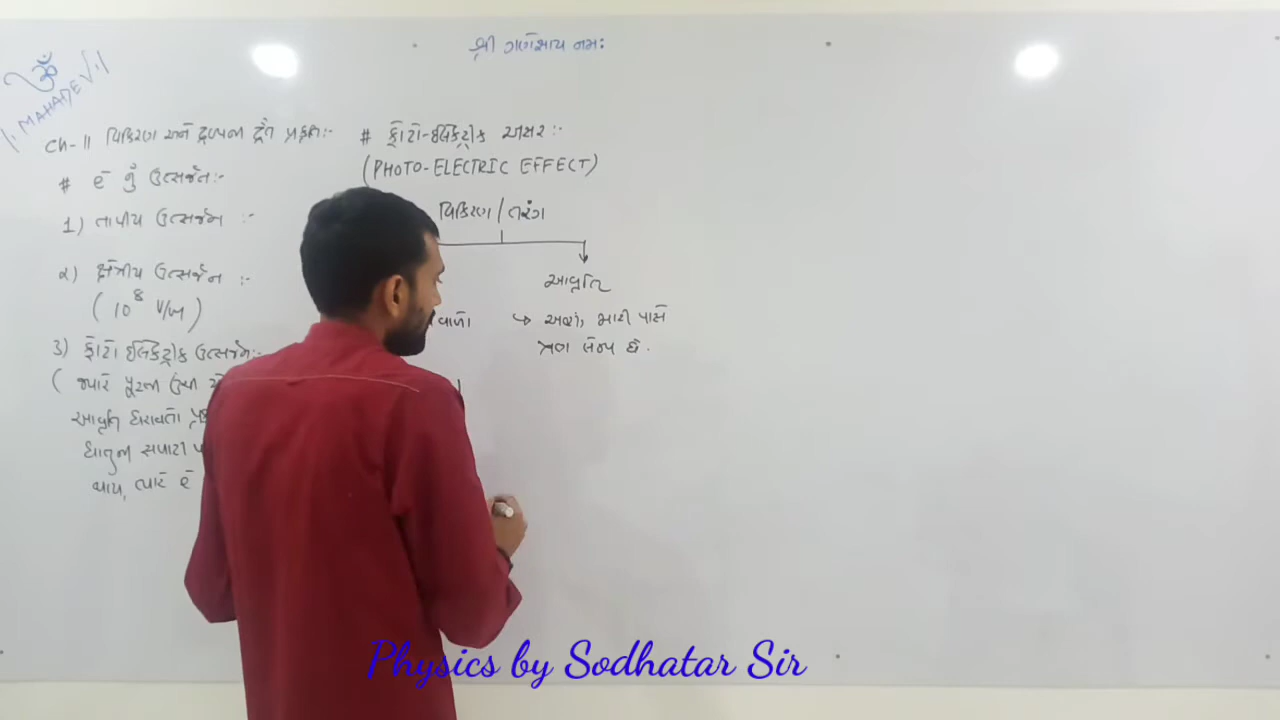 શ્રી ગણેશાય નમઃ
ૐ
MAHADEV
Ch-11 વિકિરણ અને દ્રવ્યની દ્વૈત પ્રકૃતિ:-
# e⁻ નું ઉત્સર્જન:-
1) તાપીય ઉત્સર્જન :-
2) ક્ષેત્રીય ઉત્સર્જન :-
(10⁸ V/m)
3) ફોટો ઇલેક્ટ્રીક ઉત્સર્જન:-
( જ્યારે પૂરતી ઊંચી
આવૃત્તિ ધરાવતો
ધાતુની સપાટી
થાય, ત્યારે e⁻
# ફોટો-ઇલેક્ટ્રીક અસર:-
(PHOTO-ELECTRIC EFFECT)
વિકિરણ / તરંગ
આવૃત્તિ
↪ અહીં, મારી પાસે
ત્રણ લેમ્પ છે.
Physics by Sodhatar Sir